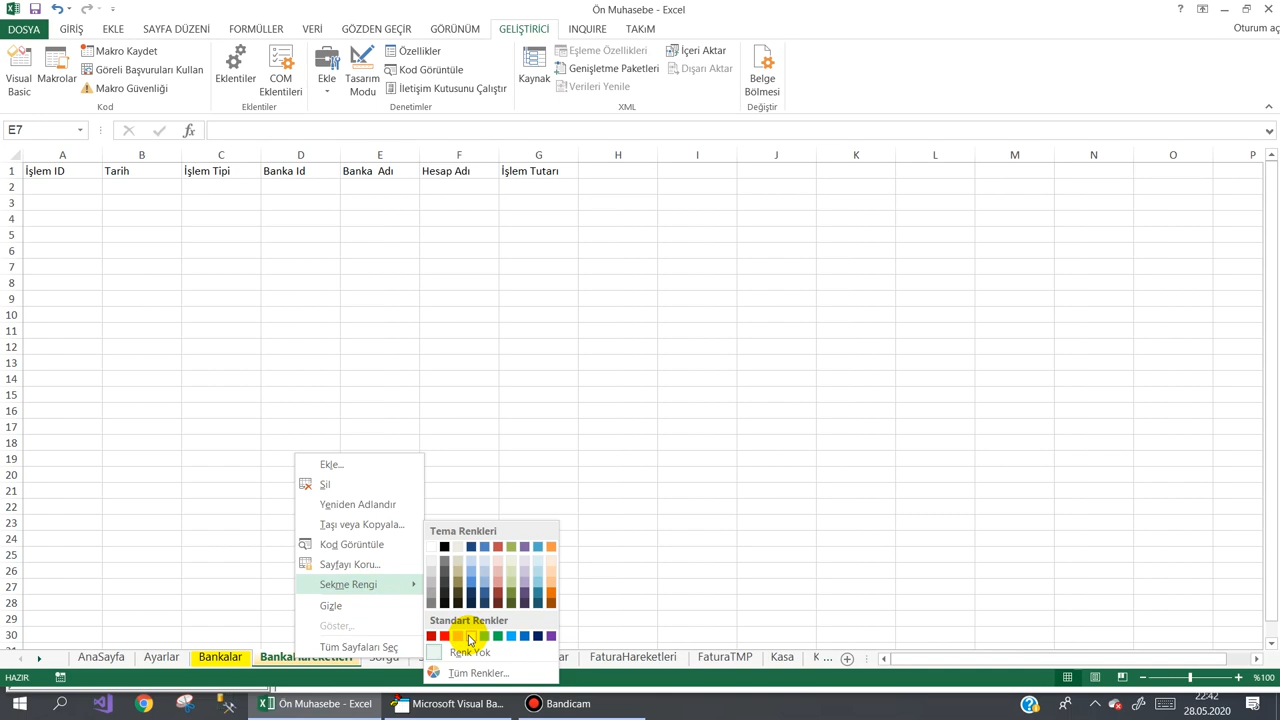 Ön Muhasebe - Excel
Oturum aç
DOSYA GİRİŞ EKLE SAYFA DÜZENİ FORMÜLLER VERİ GÖZDEN GEÇİR GÖRÜNÜM GELİŞTİRİCİ INQUIRE TAKıM
Visual Basic
Makrolar
Makro Kaydet
Göreli Başvuruları Kullan
Makro Güvenliği
Kod
Eklentiler
COM Eklentileri
Eklentiler
Ekle
Tasarım Modu
Özellikler
Kod Görüntüle
İletişim Kutusunu Çalıştır
Denetimler
Kaynak
Eşleme Özellikleri
Genişletme Paketleri
Verileri Yenile
İçeri Aktar
Dışarı Aktar
XML
Belge Bölmesi
Değiştir
E7
fx
A B C D E F G H I J K L M N O P
1 İşlem ID Tarih İşlem Tipi Banka Id Banka Adı Hesap Adı İşlem Tutarı
2
3
4
5
6
7
8
9
10
11
12
13
14
15
16
17
18
19
20
21
22
23
24
25
26
27
28
29
30
Ekle...
Sil
Yeniden Adlandır
Taşı veya Kopyala...
Kod Görüntüle
Sayfayı Koru...
Sekme Rengi
Gizle
Göster...
Tüm Sayfaları Seç
Tema Renkleri
Standart Renkler
Renk Yok
Tüm Renkler...
AnaSayfa Ayarlar Bankalar BankaHareketleri FaturaHareketleri FaturaTMP Kasa K ...
HAZIR
%100
Ön Muhasebe - Excel
Microsoft Visual Ba...
Bandicam
22:42
28.05.2020